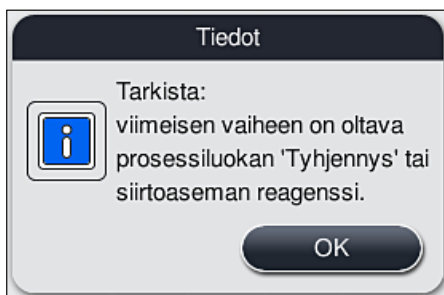 Tiedot
Tarkista:
viimeisen vaiheen on oltava
prosessiluokan 'Tyhjennys' tai
siirtoaseman reagenssi.
OK